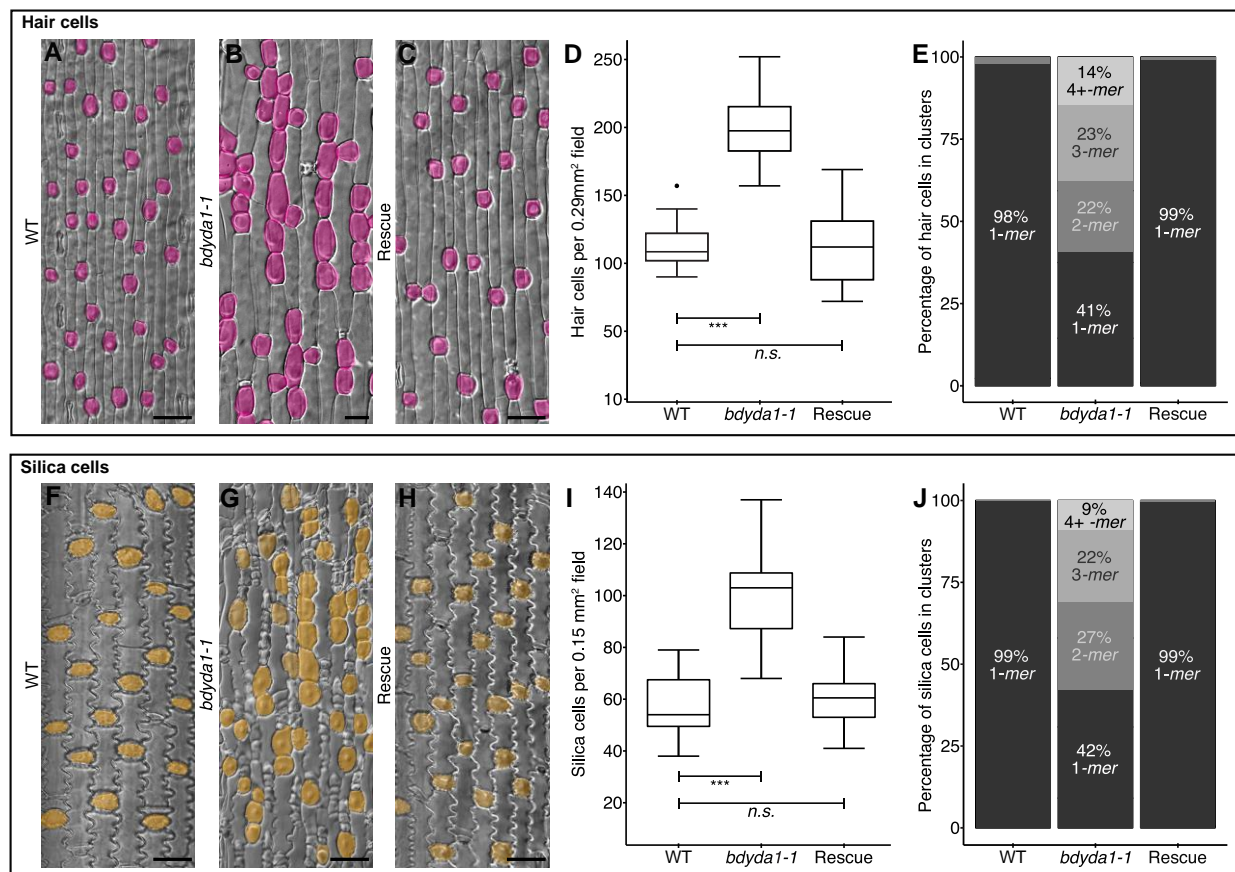 Hair cells
A
B
C
D
E
WT
bdyda1-1
Rescue
Hair cells per 0.29mm² field
250
200
150
100
50
10
***
n.s.
WT
bdyda1-1
Rescue
Percentage of hair cells in clusters
100
75
50
25
0
98%
1-mer
14%
4+-mer
23%
3-mer
22%
2-mer
41%
1-mer
99%
1-mer
WT
bdyda1-1
Rescue
Silica cells
F
G
H
I
J
WT
bdyda1-1
Rescue
Silica cells per 0.15 mm² field
140
120
100
80
60
40
20
***
n.s.
WT
bdyda1-1
Rescue
Percentage of silica cells in clusters
100
75
50
25
0
99%
1-mer
9%
4+ -mer
22%
3-mer
27%
2-mer
42%
1-mer
99%
1-mer
WT
bdyda1-1
Rescue